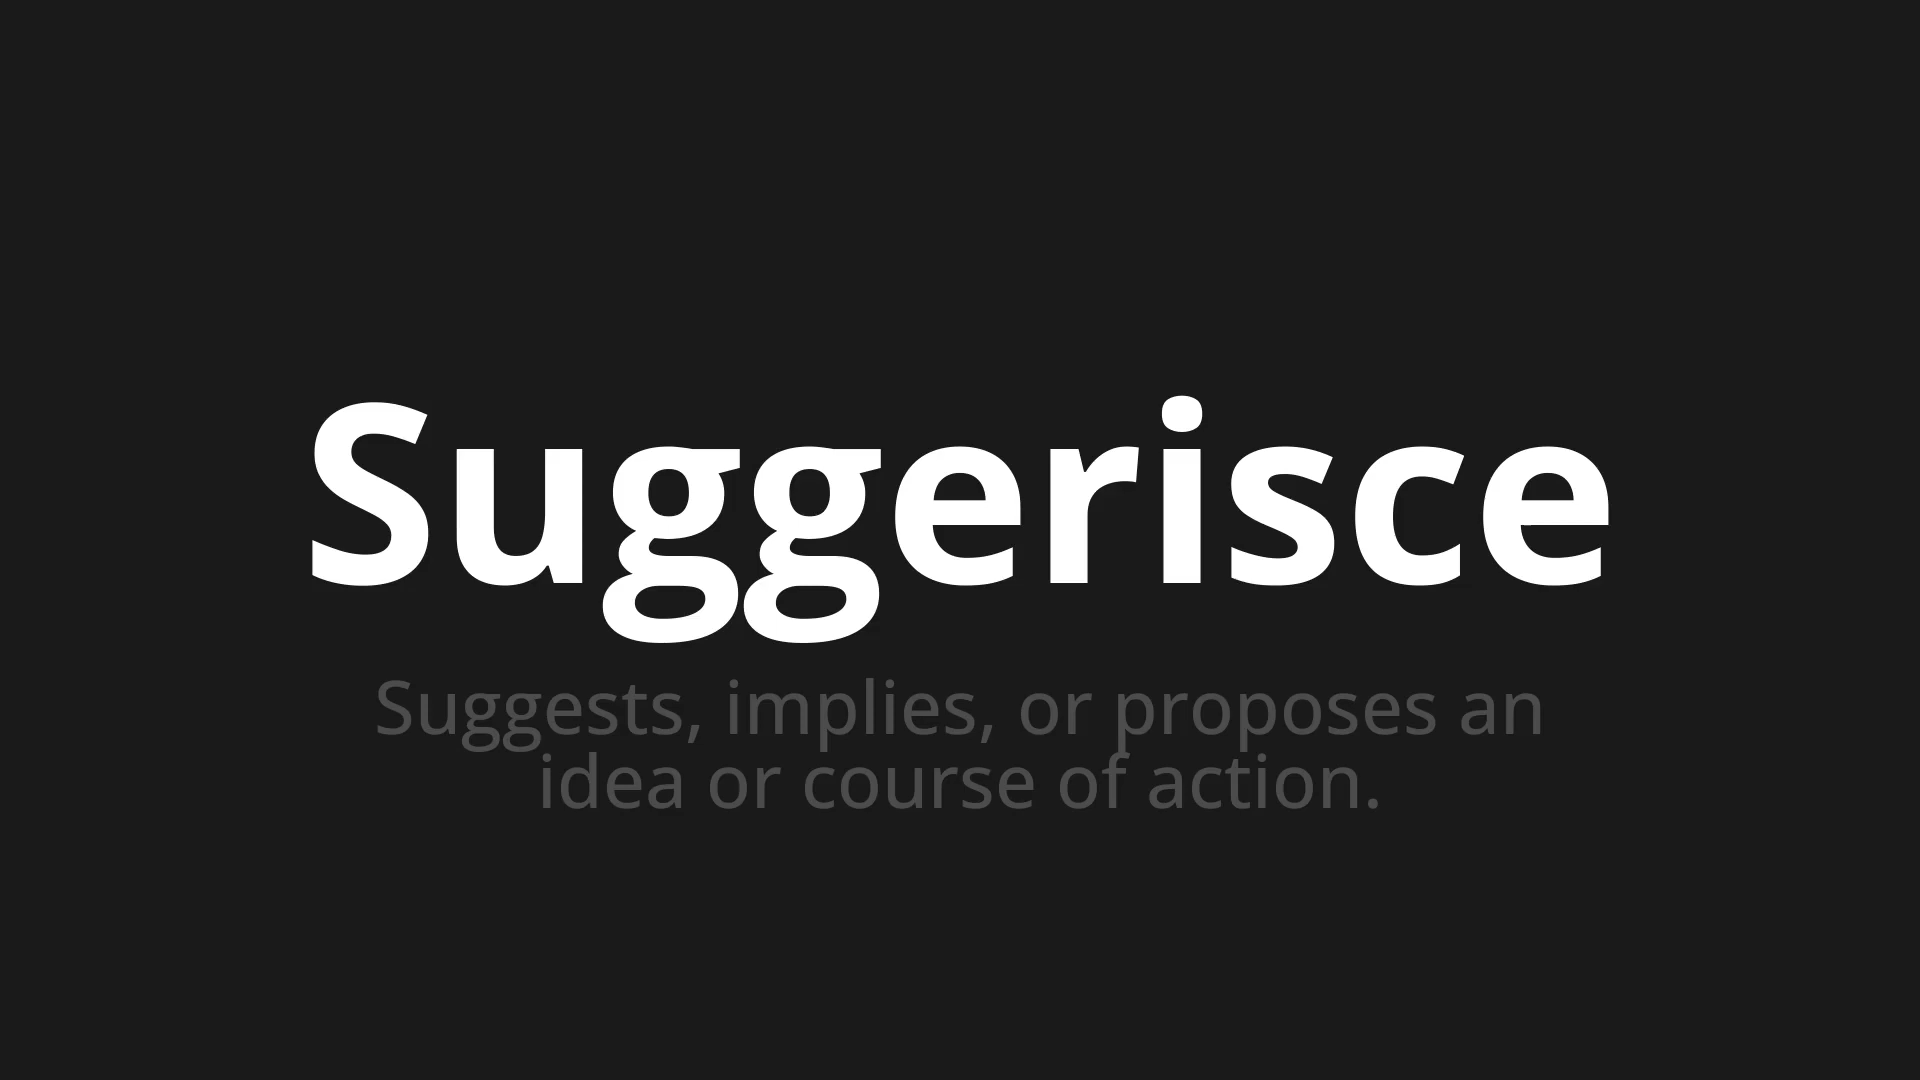 Suggerisce
Suggests, implies, or proposes an
idea or course of action.